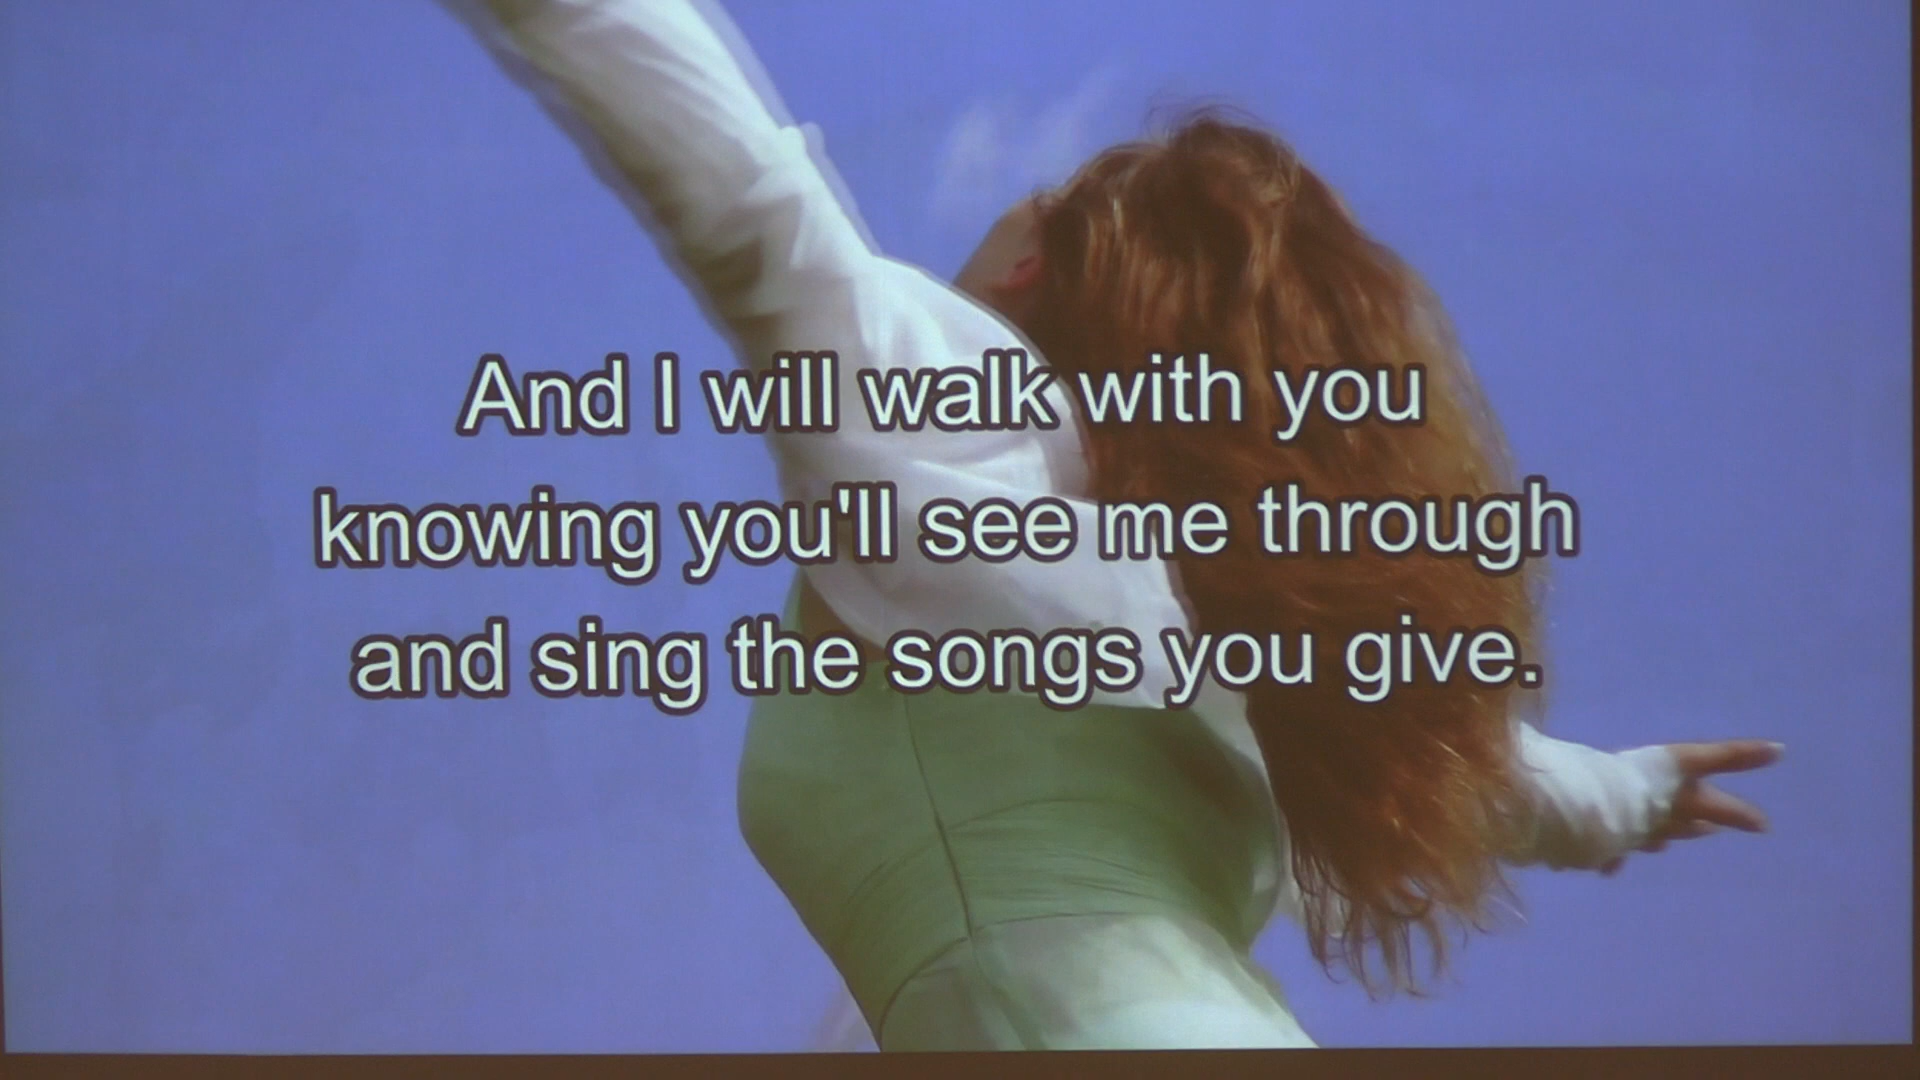 And I will walk with you
knowing you'll see me through
and sing the songs you give.